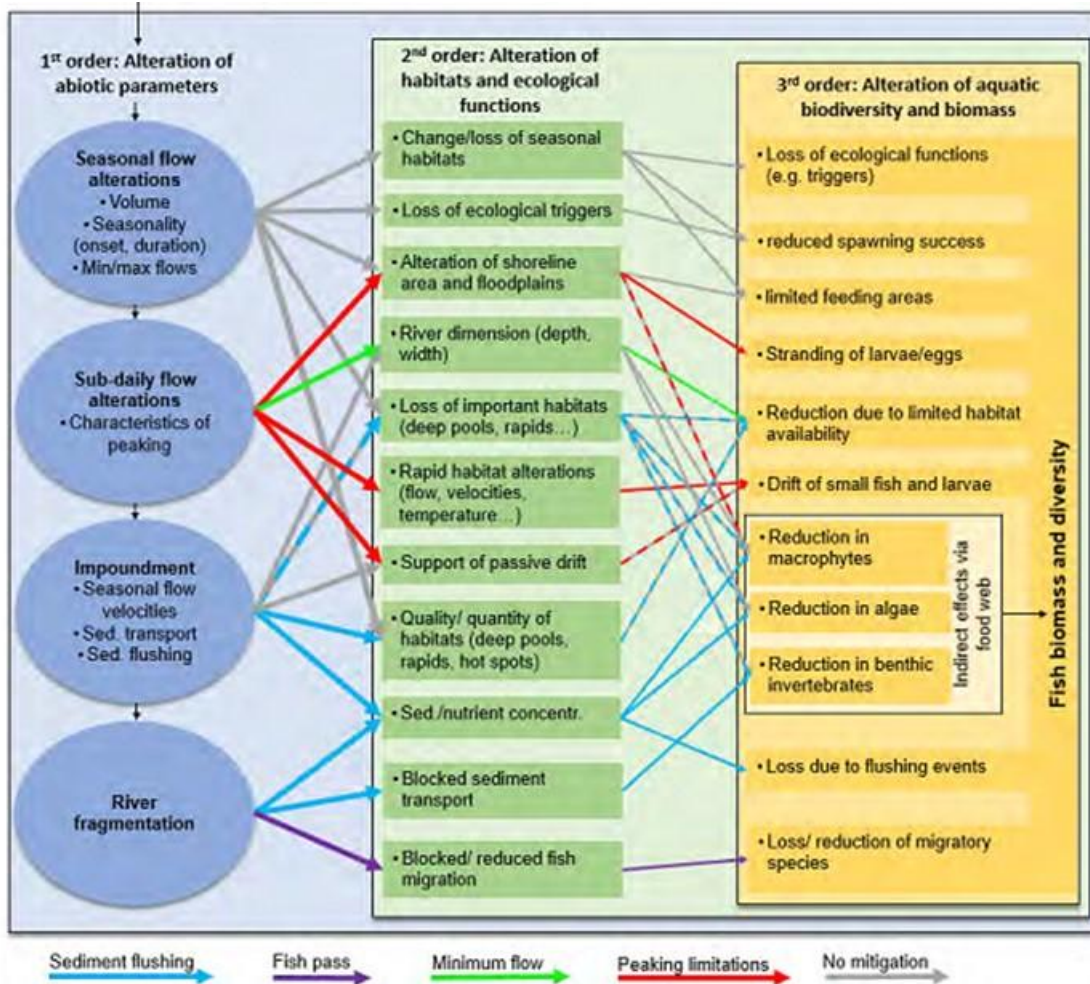 1st order: Alteration of
abiotic parameters
Seasonal flow
alterations
• Volume
• Seasonality
(onset, duration)
• Min/max flows
Sub-daily flow
alterations
• Characteristics of
peaking
Impoundment
• Seasonal flow
velocities
• Sed. transport
• Sed. flushing
River
fragmentation
2nd order: Alteration of
habitats and ecological
functions
• Change/loss of seasonal
habitats
• Loss of ecological triggers
• Alteration of shoreline
area and floodplains
• River dimension (depth,
width)
• Loss of important habitats
(deep pools, rapids…)
• Rapid habitat alterations
(flow, velocities,
temperature…)
• Support of passive drift
• Quality/ quantity of
habitats (deep pools,
rapids, hot spots)
• Sed./nutrient concentr.
• Blocked sediment
transport
• Blocked/ reduced fish
migration
3rd order: Alteration of aquatic
biodiversity and biomass
• Loss of ecological functions
(e.g. triggers)
• reduced spawning success
• limited feeding areas
• Stranding of larvae/eggs
• Reduction due to limited habitat
availability
• Drift of small fish and larvae
• Reduction in
macrophytes
• Reduction in algae
• Reduction in benthic
invertebrates
Indirect effects via
food web
• Loss due to flushing events
• Loss/ reduction of migratory
species
Fish biomass and diversity
Sediment flushing
Fish pass
Minimum flow
Peaking limitations
No mitigation